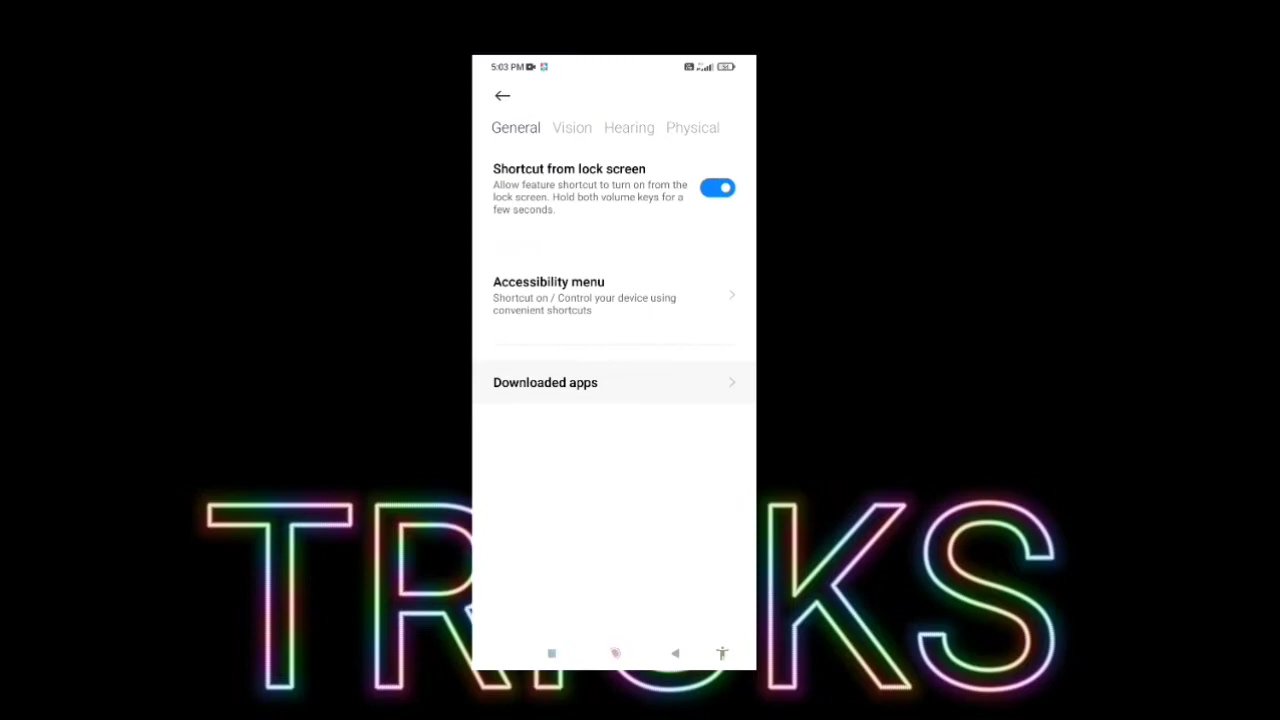 5:03 PM
General Vision Hearing Physical
Shortcut from lock screen
Allow feature shortcut to turn on from the
lock screen. Hold both volume keys for a
few seconds.
Accessibility menu
Shortcut on / Control your device using
convenient shortcuts
Downloaded apps
TRICKS